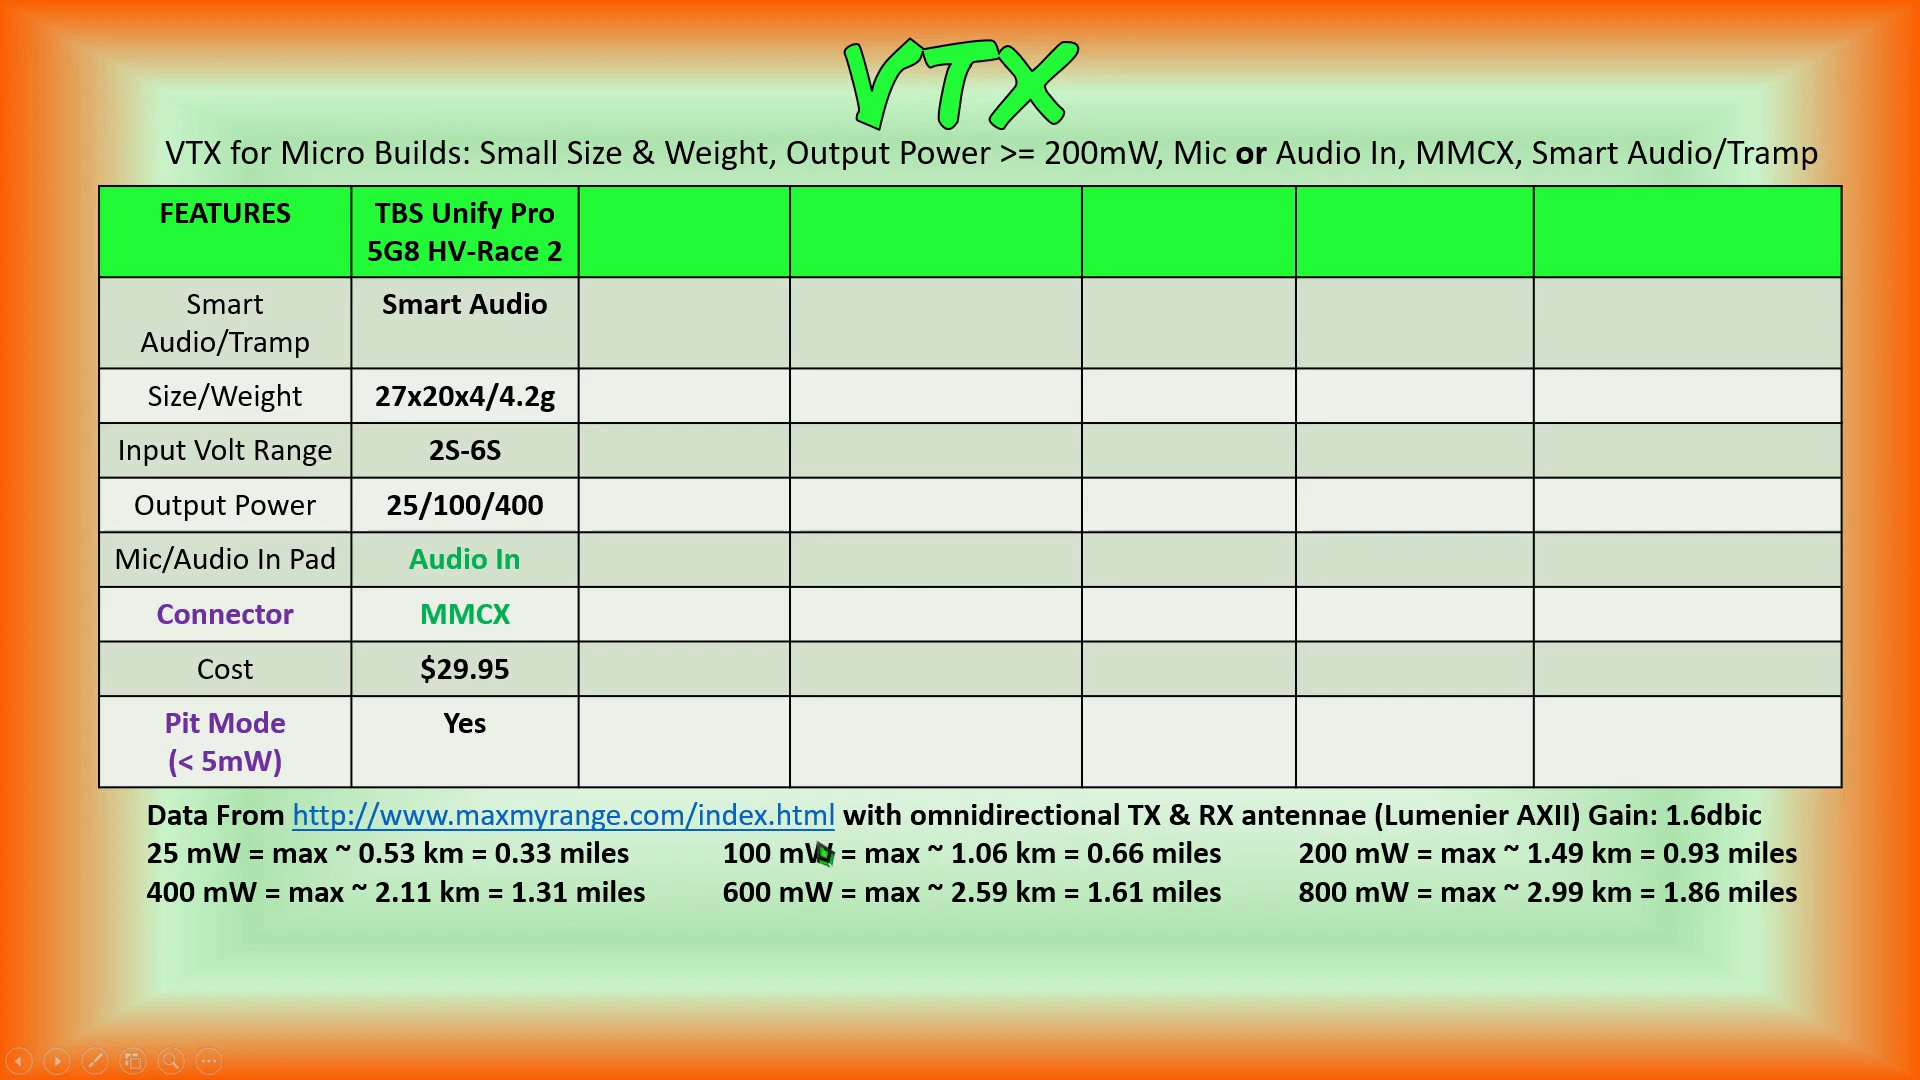 VTX
VTX for Micro Builds: Small Size & Weight, Output Power >= 200mW, Mic or Audio In, MMCX, Smart Audio/Tramp
FEATURES
TBS Unify Pro
5G8 HV-Race 2
Smart
Audio/Tramp
Smart Audio
Size/Weight
27x20x4/4.2g
Input Volt Range
2S-6S
Output Power
25/100/400
Mic/Audio In Pad
Audio In
Connector
MMCX
Cost
$29.95
Pit Mode
(< 5mW)
Yes
Data From http://www.maxmyrange.com/index.html with omnidirectional TX & RX antennae (Lumenier AXII) Gain: 1.6dbic
25 mW = max ~ 0.53 km = 0.33 miles
100 mW = max ~ 1.06 km = 0.66 miles
200 mW = max ~ 1.49 km = 0.93 miles
400 mW = max ~ 2.11 km = 1.31 miles
600 mW = max ~ 2.59 km = 1.61 miles
800 mW = max ~ 2.99 km = 1.86 miles